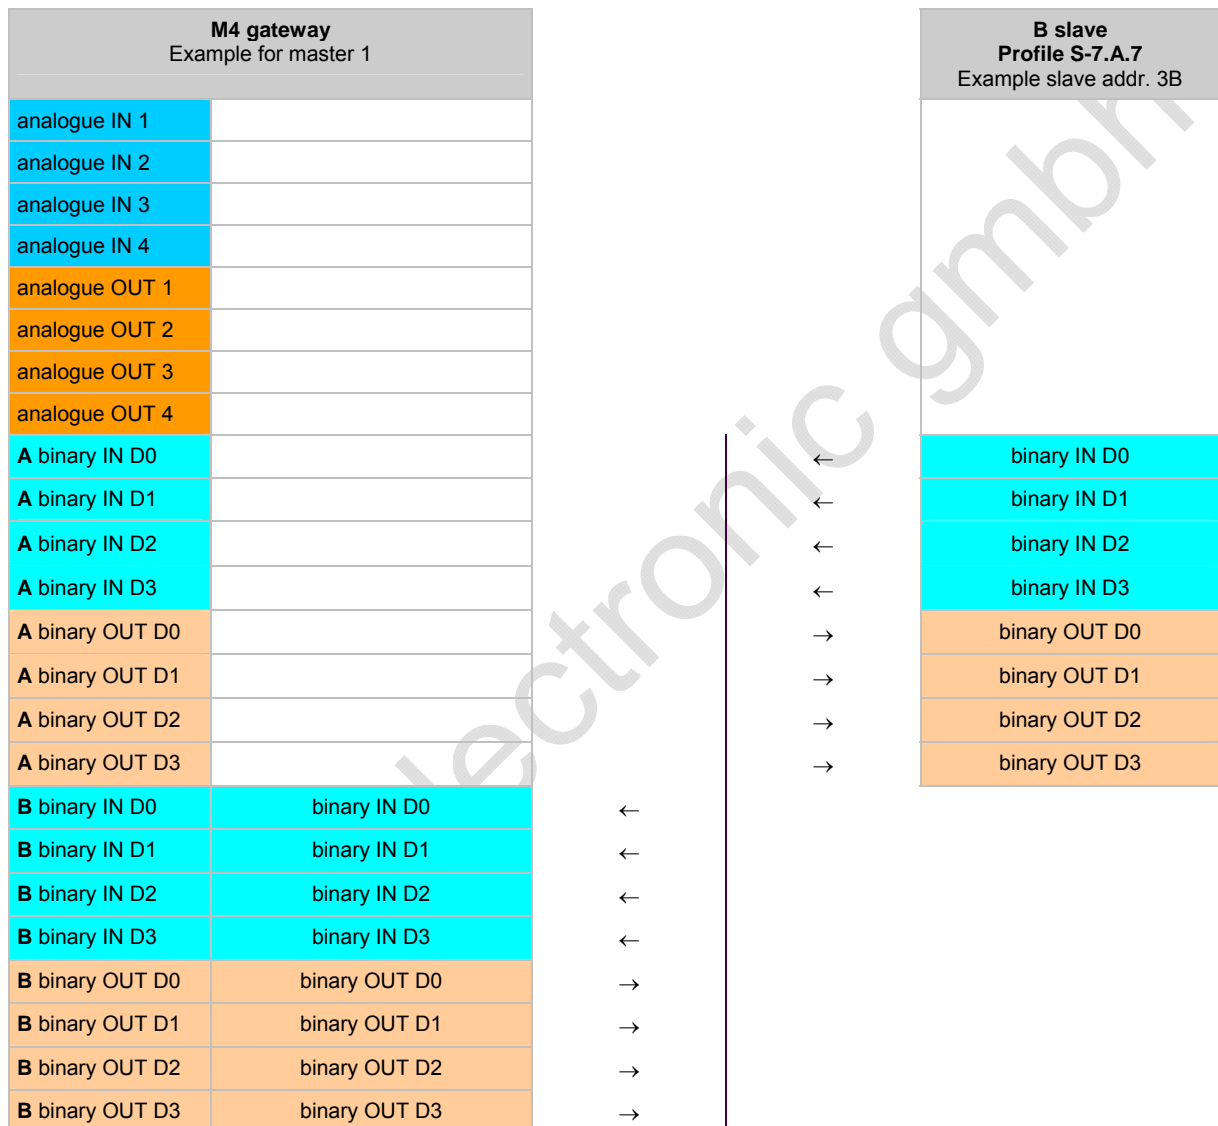 M4 gateway
Example for master 1
B slave
Profile S-7.A.7
Example slave addr. 3B
analogue IN 1
analogue IN 2
analogue IN 3
analogue IN 4
analogue OUT 1
analogue OUT 2
analogue OUT 3
analogue OUT 4
A binary IN D0 ← binary IN D0
A binary IN D1 ← binary IN D1
A binary IN D2 ← binary IN D2
A binary IN D3 ← binary IN D3
A binary OUT D0 → binary OUT D0
A binary OUT D1 → binary OUT D1
A binary OUT D2 → binary OUT D2
A binary OUT D3 → binary OUT D3
B binary IN D0 binary IN D0 ←
B binary IN D1 binary IN D1 ←
B binary IN D2 binary IN D2 ←
B binary IN D3 binary IN D3 ←
B binary OUT D0 binary OUT D0 →
B binary OUT D1 binary OUT D1 →
B binary OUT D2 binary OUT D2 →
B binary OUT D3 binary OUT D3 →
lectronic gmbh